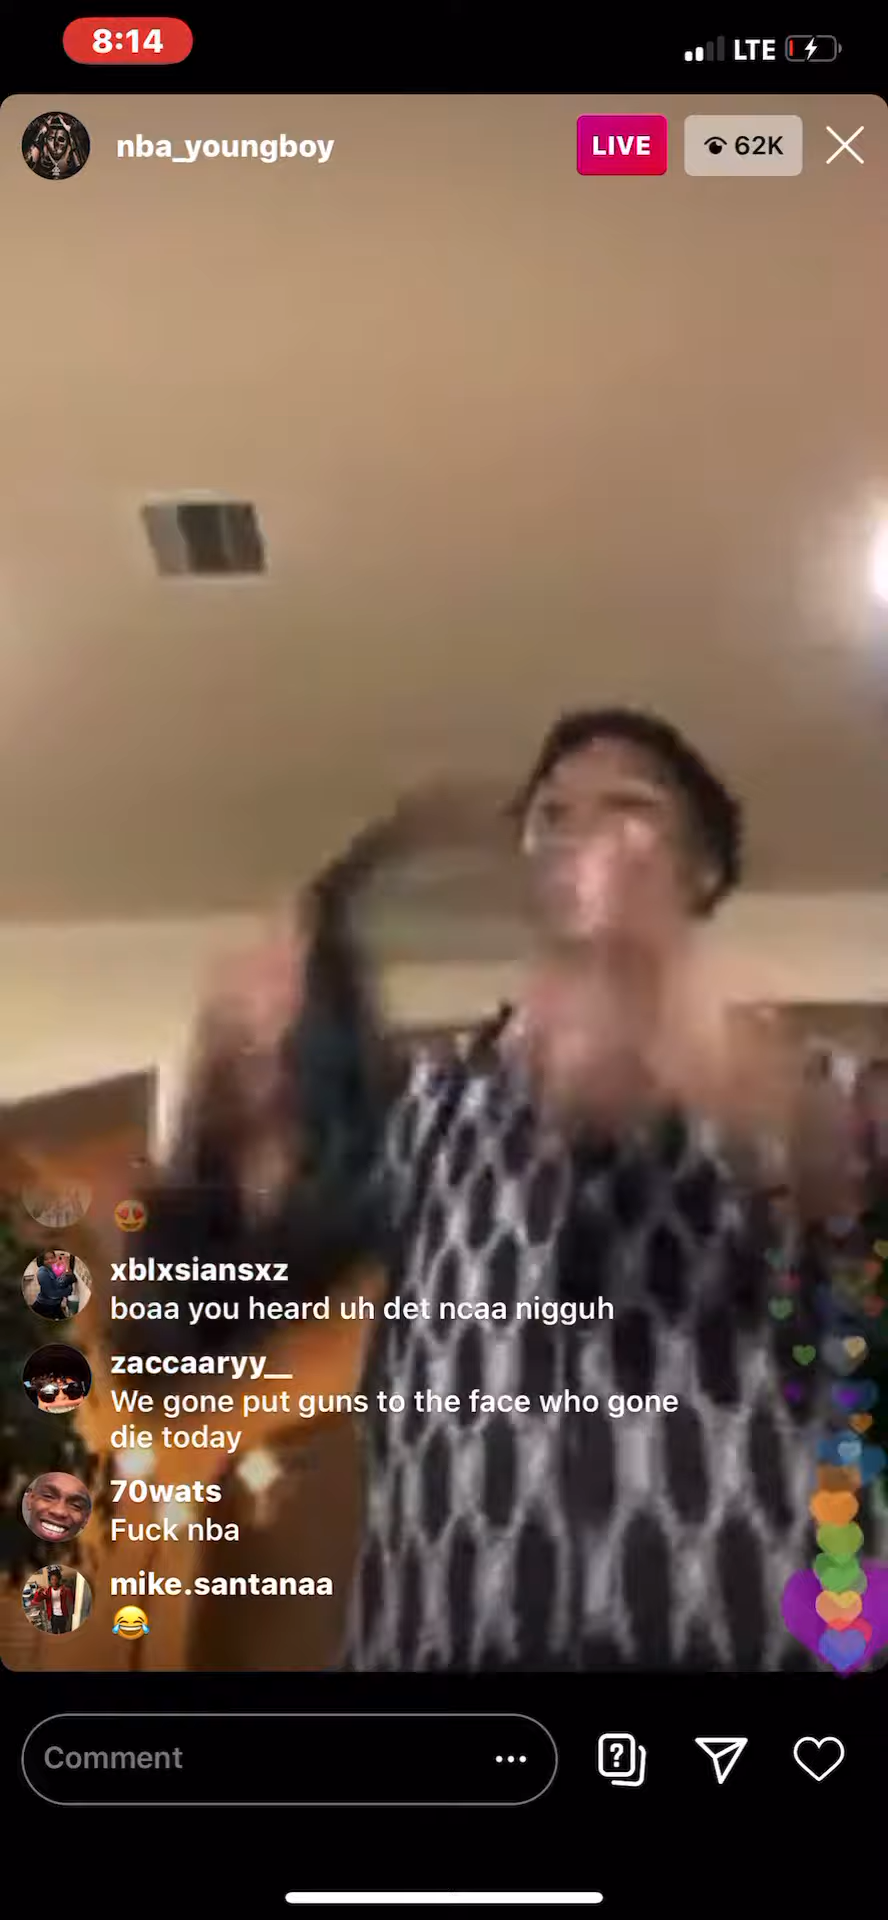 8:14
LTE
nba_youngboy
LIVE
62K
😍
xblxsiansxz
boaa you heard uh det ncaa nigguh
zaccaaryy__
We gone put guns to the face who gone
die today
70wats
Fuck nba
mike.santanaa
😂
Comment